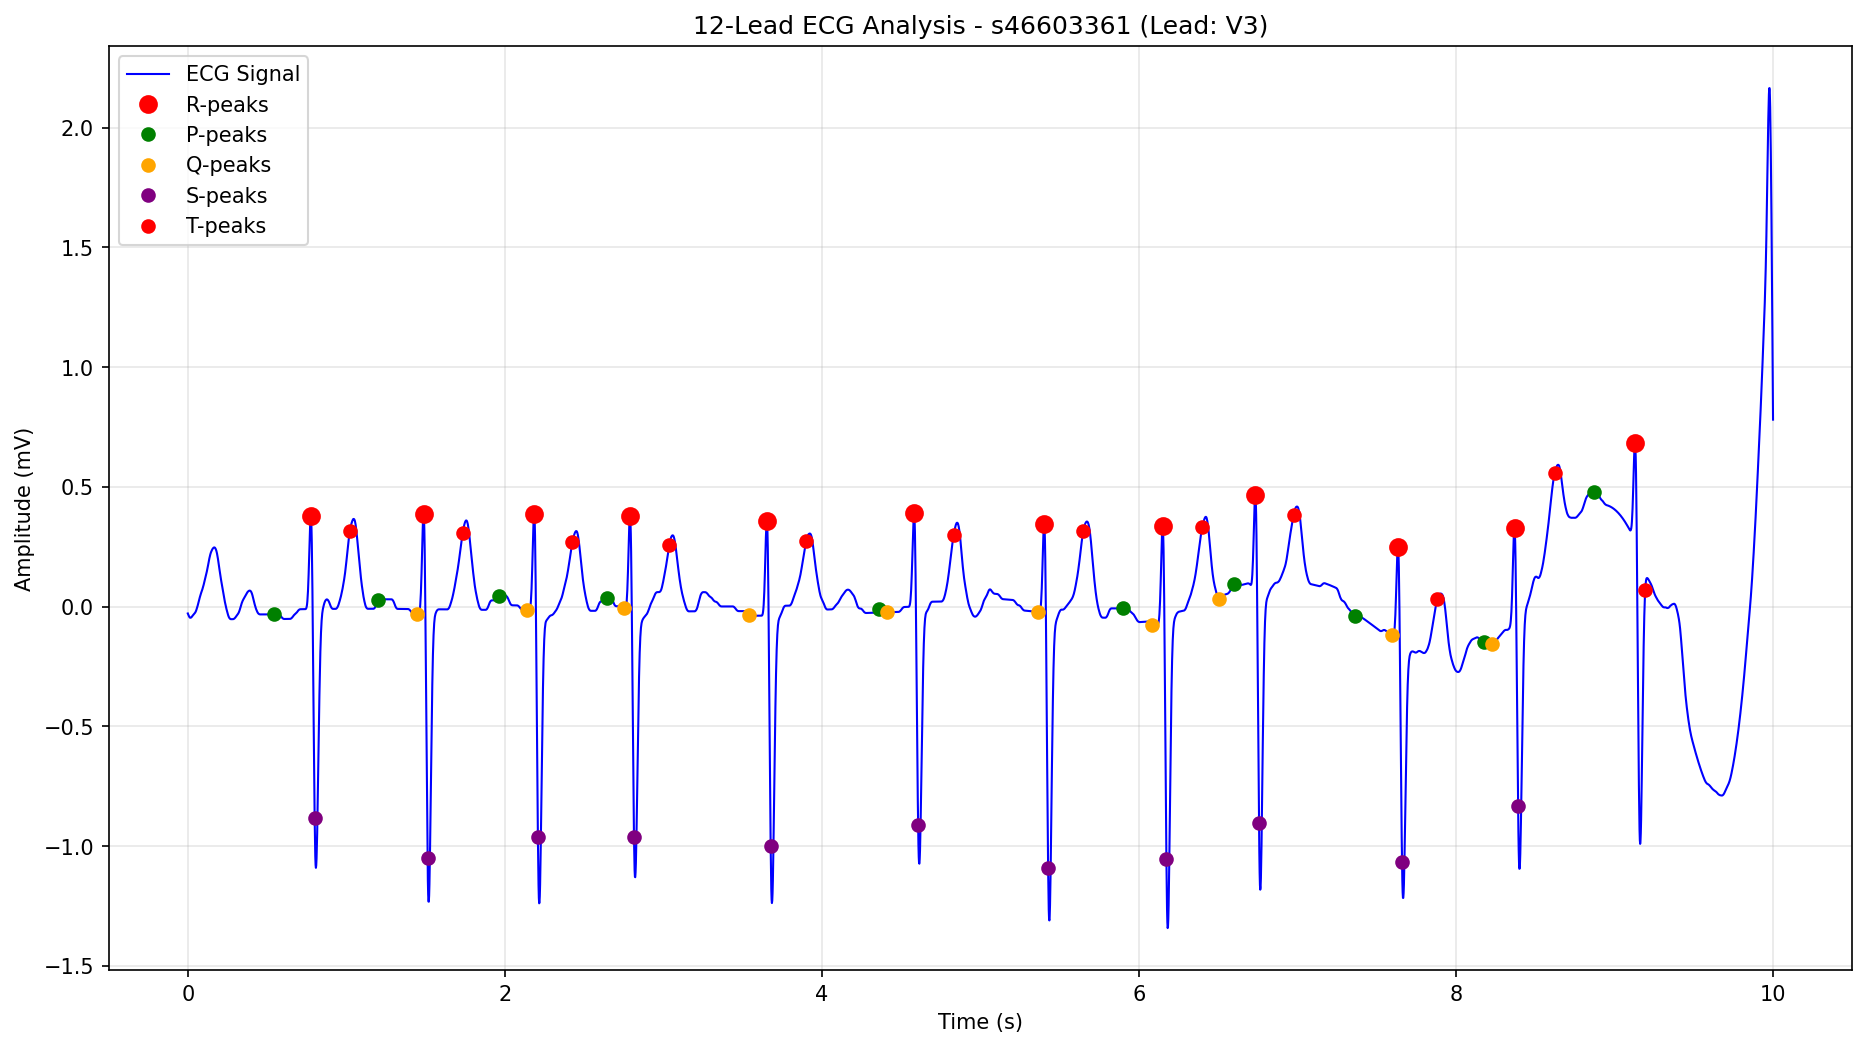 12-Lead ECG Analysis - s46603361 (Lead: V3)
ECG Signal
R-peaks
P-peaks
Q-peaks
S-peaks
T-peaks
Amplitude (mV)
2.0
1.5
1.0
0.5
0.0
−0.5
−1.0
−1.5
0 2 4 6 8 10
Time (s)